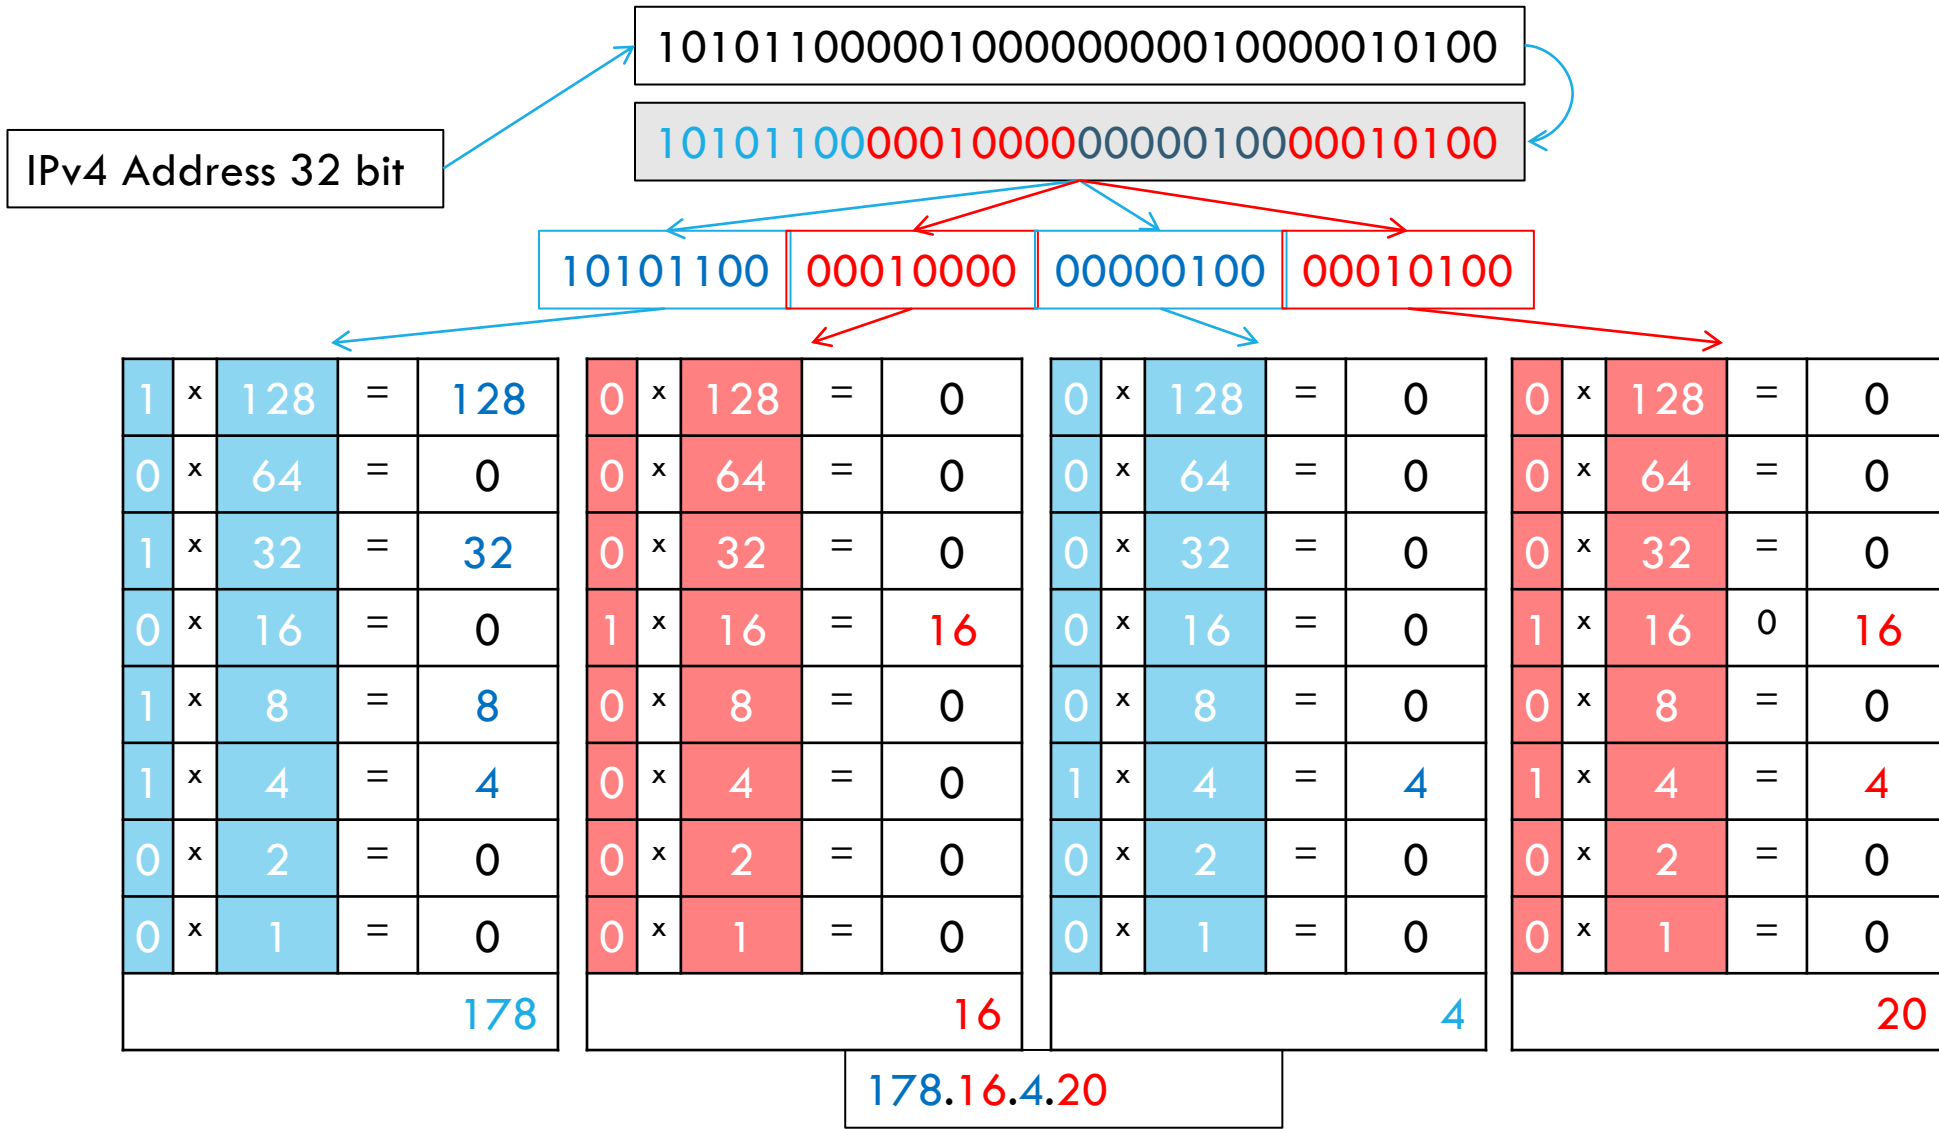 10101100000100000000010000010100
IPv4 Address 32 bit
10101100000100000000010000010100
10101100 00010000 00000100 00010100
1 x 128 = 128 0 x 128 = 0 0 x 128 = 0 0 x 128 = 0
0 x 64 = 0 0 x 64 = 0 0 x 64 = 0 0 x 64 = 0
1 x 32 = 32 0 x 32 = 0 0 x 32 = 0 0 x 32 = 0
0 x 16 = 0 1 x 16 = 16 0 x 16 = 0 1 x 16 0 16
1 x 8 = 8 0 x 8 = 0 0 x 8 = 0 0 x 8 = 0
1 x 4 = 4 0 x 4 = 0 1 x 4 = 4 1 x 4 = 4
0 x 2 = 0 0 x 2 = 0 0 x 2 = 0 0 x 2 = 0
0 x 1 = 0 0 x 1 = 0 0 x 1 = 0 0 x 1 = 0
178 16 4 20
178.16.4.20